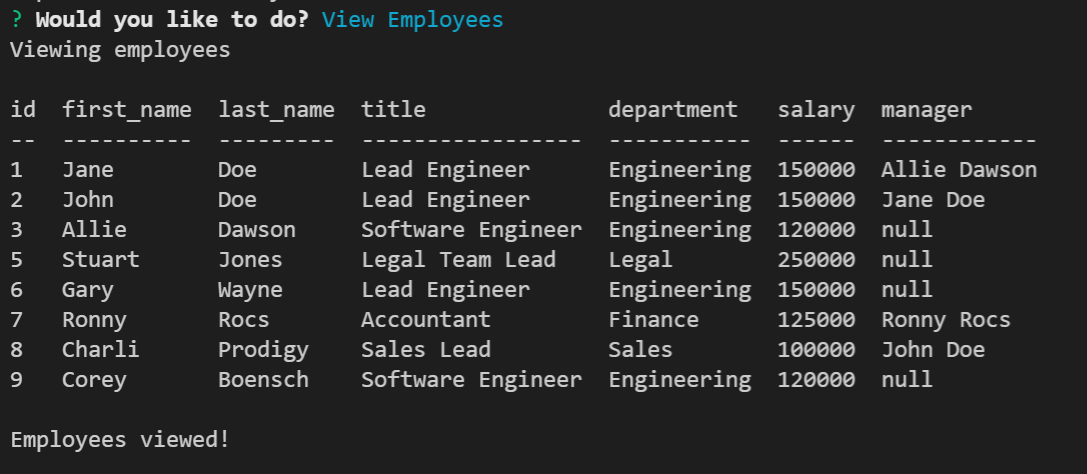 ? Would you like to do? View Employees
Viewing employees
id  first_name  last_name  title              department   salary  manager
--  ----------  ---------  -----------------  -----------  ------  ------------
1   Jane        Doe        Lead Engineer      Engineering  150000  Allie Dawson
2   John        Doe        Lead Engineer      Engineering  150000  Jane Doe
3   Allie       Dawson     Software Engineer  Engineering  120000  null
5   Stuart      Jones      Legal Team Lead    Legal        250000  null
6   Gary        Wayne      Lead Engineer      Engineering  150000  null
7   Ronny       Rocs       Accountant         Finance      125000  Ronny Rocs
8   Charli      Prodigy    Sales Lead         Sales        100000  John Doe
9   Corey       Boensch    Software Engineer  Engineering  120000  null
Employees viewed!